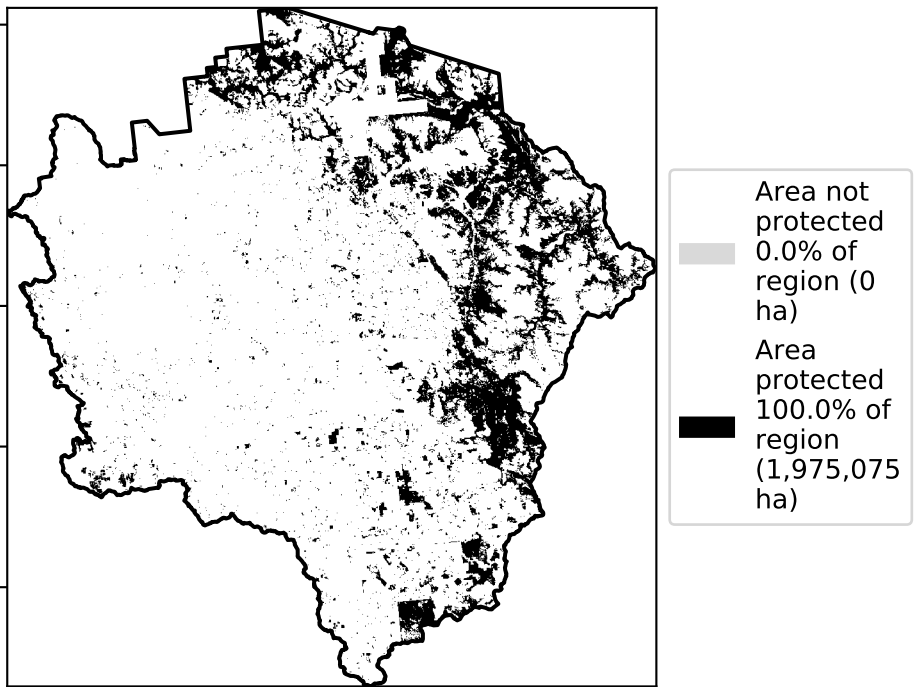 Area not
protected
0.0% of
region (0
ha)
Area
protected
100.0% of
region
(1,975,075
ha)